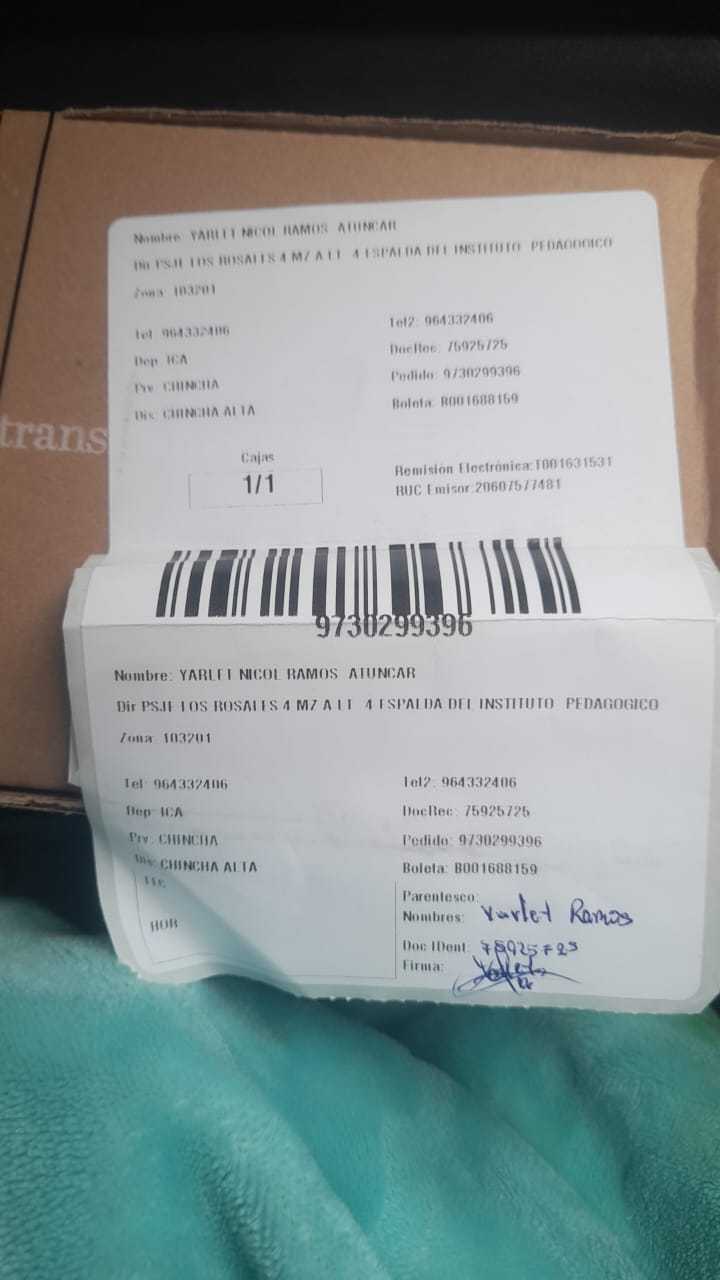 trans
Nombre: YARLET NICOL RAMOS ATUNCAR
Dir PSJE LOS ROSALES 4 MZ A LT 4 ESPALDA DEL INSTITUTO PEDAGOGICO
Zona: 103201
Tel: 964332406
Tel2: 964332406
Dep: ICA
DocRec: 75925725
Prv: CHINCHA
Pedido: 9730299396
Dis: CHINCHA ALTA
Boleta: B001688159
Cajas
1/1
Remisión Electrónica:T001631531
RUC Emisor:20607577481
9730299396
Nombre: YARLET NICOL RAMOS ATUNCAR
Dir PSJE LOS ROSALES 4 MZ A LT 4 ESPALDA DEL INSTITUTO PEDAGOGICO
Zona: 103201
Tel: 964332406
Tel2: 964332406
Dep: ICA
DocRec: 75925725
Prv: CHINCHA
Pedido: 9730299396
Dis: CHINCHA ALTA
Boleta: B001688159
HOR
Parentesco:
Nombres: Yarlet Ramos
Doc IDent:
Firma: